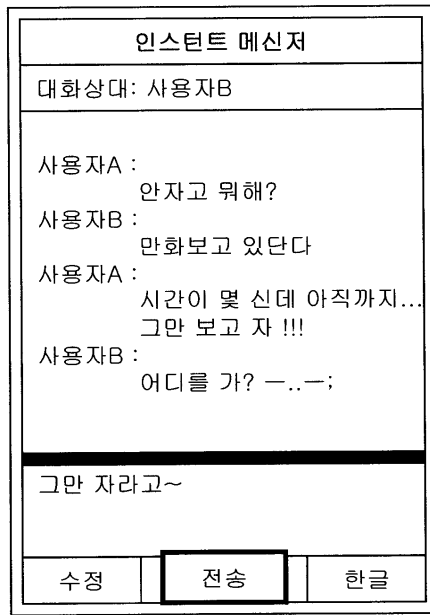 인스턴트 메신저
대화상대: 사용자B
사용자A :
안자고 뭐해?
사용자B :
만화보고 있단다
사용자A :
시간이 몇 신데 아직까지...
그만 보고 자 !!!
사용자B :
어디를 가? ㅡ..ㅡ;
그만 자라고~
수정 전송 한글